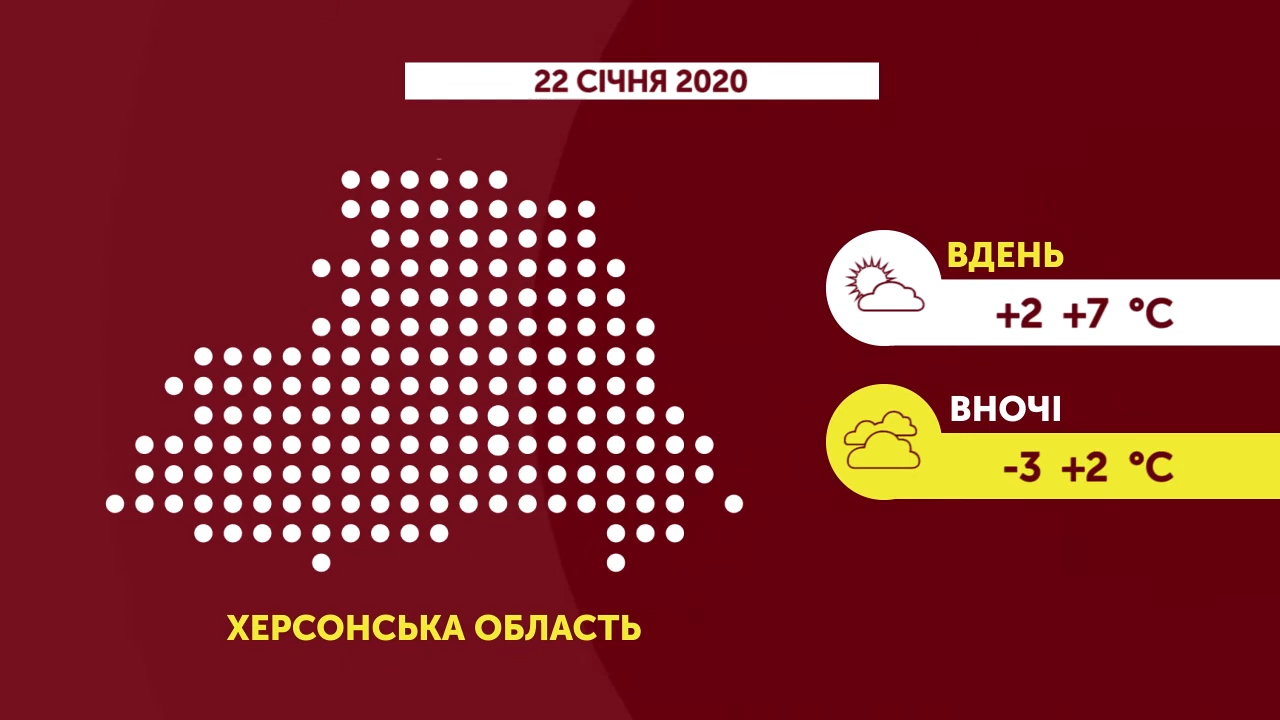 22 СІЧНЯ 2020
ВДЕНЬ
+2 +7 °C
ВНОЧІ
-3 +2 °C
ХЕРСОНСЬКА ОБЛАСТЬ